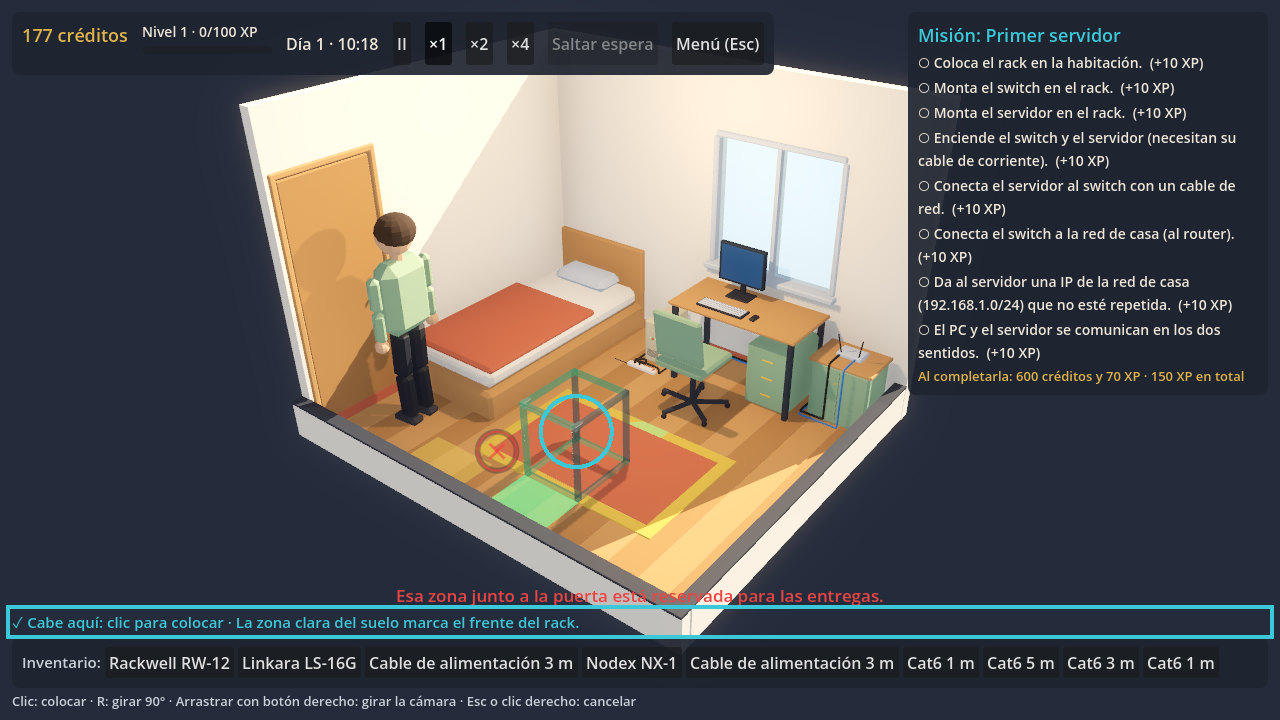 177 créditos
Nivel 1 · 0/100 XP
Día 1 · 10:18
II
×1
×2
×4
Saltar espera
Menú (Esc)
Misión: Primer servidor
○ Coloca el rack en la habitación. (+10 XP)
○ Monta el switch en el rack. (+10 XP)
○ Monta el servidor en el rack. (+10 XP)
○ Enciende el switch y el servidor (necesitan su
cable de corriente). (+10 XP)
○ Conecta el servidor al switch con un cable de
red. (+10 XP)
○ Conecta el switch a la red de casa (al router).
(+10 XP)
○ Da al servidor una IP de la red de casa
(192.168.1.0/24) que no esté repetida. (+10 XP)
○ El PC y el servidor se comunican en los dos
sentidos. (+10 XP)
Al completarla: 600 créditos y 70 XP · 150 XP en total
Esa zona junto a la puerta está reservada para las entregas.
✓ Cabe aquí: clic para colocar · La zona clara del suelo marca el frente del rack.
Inventario: Rackwell RW-12 Linkara LS-16G Cable de alimentación 3 m Nodex NX-1 Cable de alimentación 3 m Cat6 1 m Cat6 5 m Cat6 3 m Cat6 1 m
Clic: colocar · R: girar 90° · Arrastrar con botón derecho: girar la cámara · Esc o clic derecho: cancelar